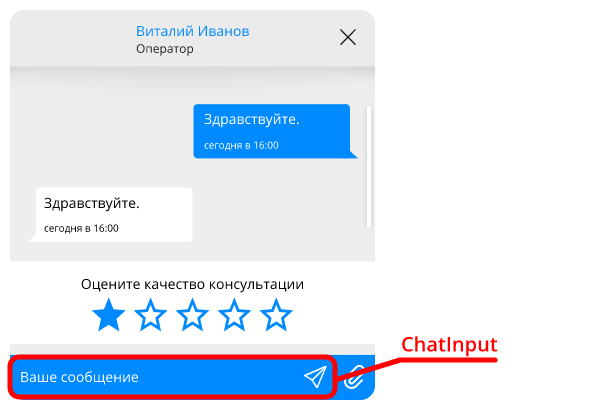 Виталий Иванов
Оператор
Здравствуйте.
сегодня в 16:00
Здравствуйте.
сегодня в 16:00
Оцените качество консультации
ChatInput
Ваше сообщение